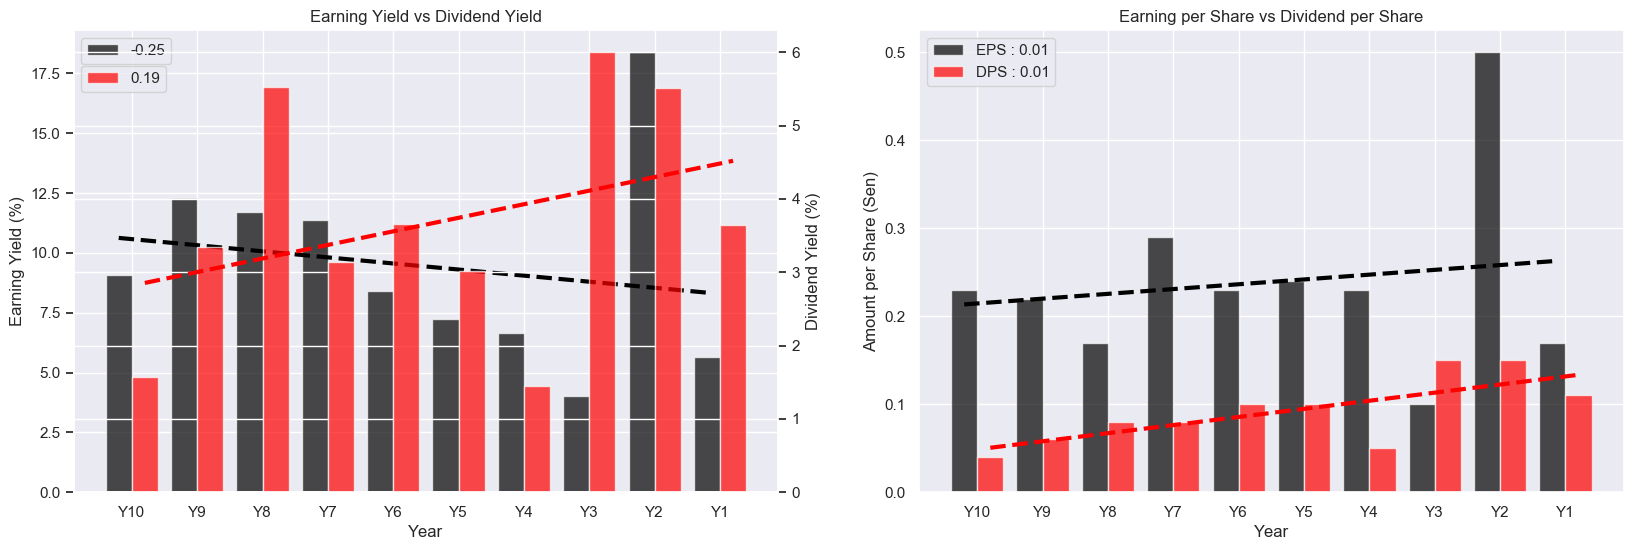 Earning Yield vs Dividend Yield
-0.25
0.19
17.5
15.0
12.5
10.0
7.5
5.0
2.5
0.0
Earning Yield (%)
6
5
4
3
2
1
0
Dividend Yield (%)
Y10 Y9 Y8 Y7 Y6 Y5 Y4 Y3 Y2 Y1
Year
Earning per Share vs Dividend per Share
EPS : 0.01
DPS : 0.01
0.5
0.4
0.3
0.2
0.1
0.0
Amount per Share (Sen)
Y10 Y9 Y8 Y7 Y6 Y5 Y4 Y3 Y2 Y1
Year